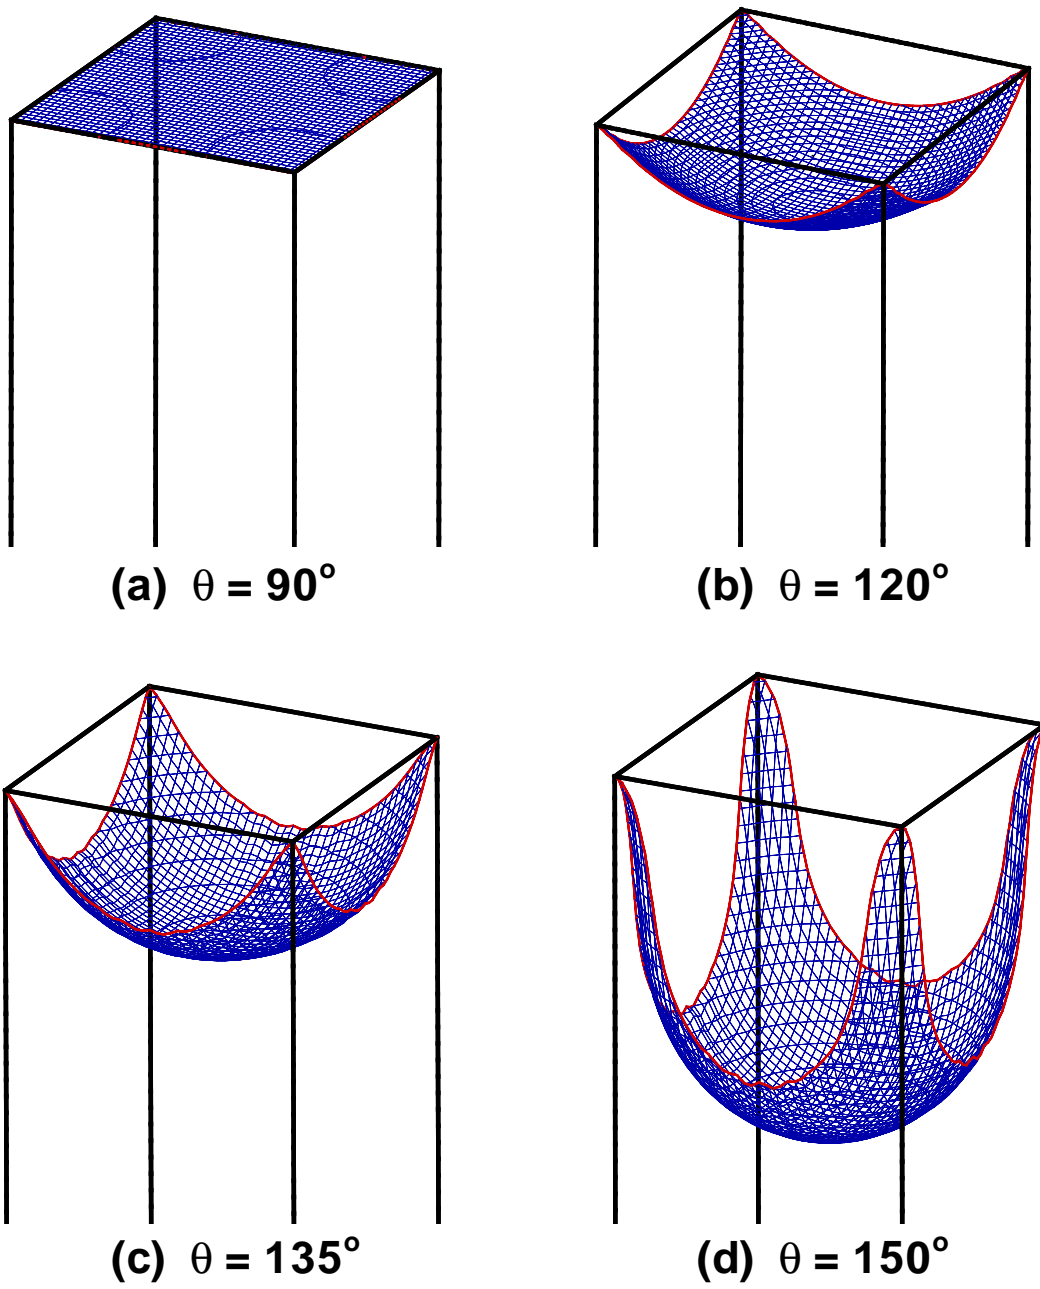 (a) θ = 90°
(b) θ = 120°
(c) θ = 135°
(d) θ = 150°